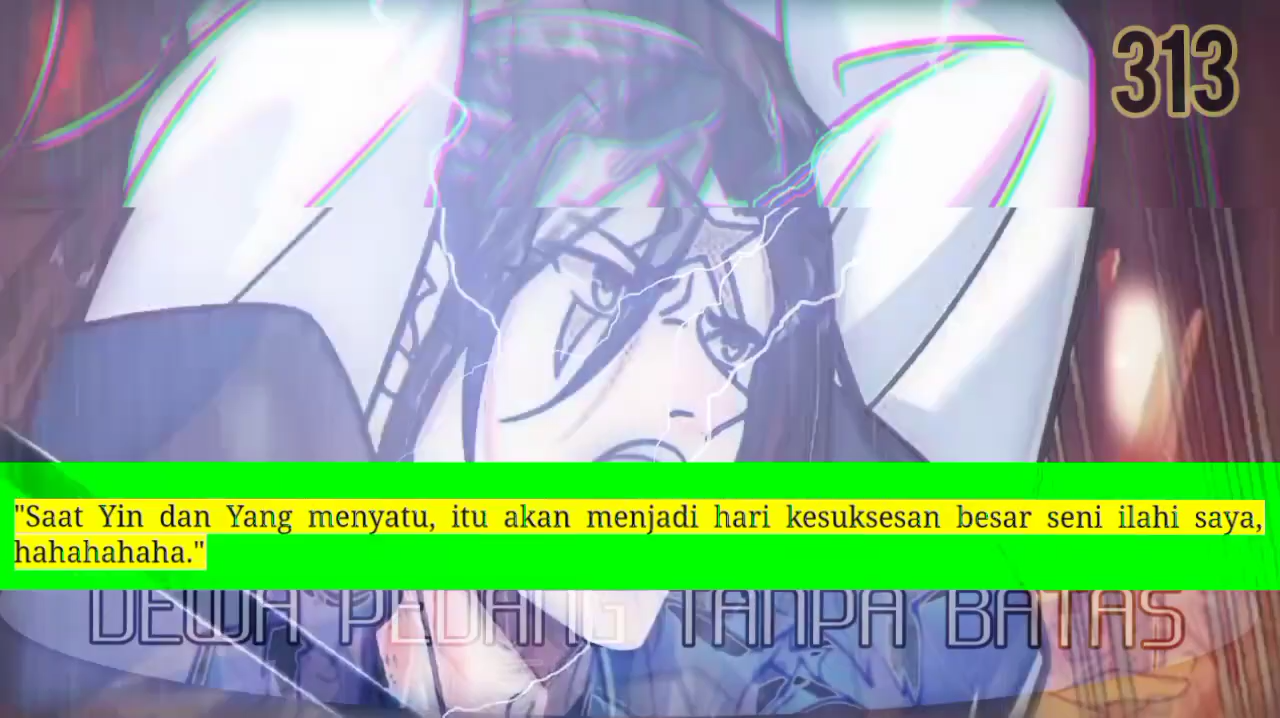 313
"Saat Yin dan Yang menyatu, itu akan menjadi hari kesuksesan besar seni ilahi saya,
hahahahaha."
DEWA PEDANG TANPA BATAS